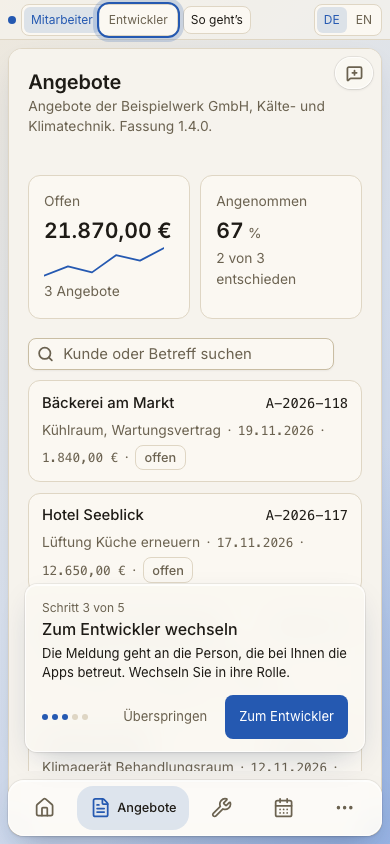 Mitarbeiter Entwickler So geht's DE EN
Angebote
Angebote der Beispielwerk GmbH, Kälte- und
Klimatechnik. Fassung 1.4.0.
Offen
21.870,00 €
3 Angebote
Angenommen
67 %
2 von 3
entschieden
Kunde oder Betreff suchen
Bäckerei am Markt A-2026-118
Kühlraum, Wartungsvertrag · 19.11.2026 ·
1.840,00 € · offen
Hotel Seeblick A-2026-117
Lüftung Küche erneuern · 17.11.2026 ·
12.650,00 € · offen
Schritt 3 von 5
Zum Entwickler wechseln
Die Meldung geht an die Person, die bei Ihnen die
Apps betreut. Wechseln Sie in ihre Rolle.
Überspringen Zum Entwickler
Klimagerät Behandlungsraum · 12.11.2026 ·
Angebote